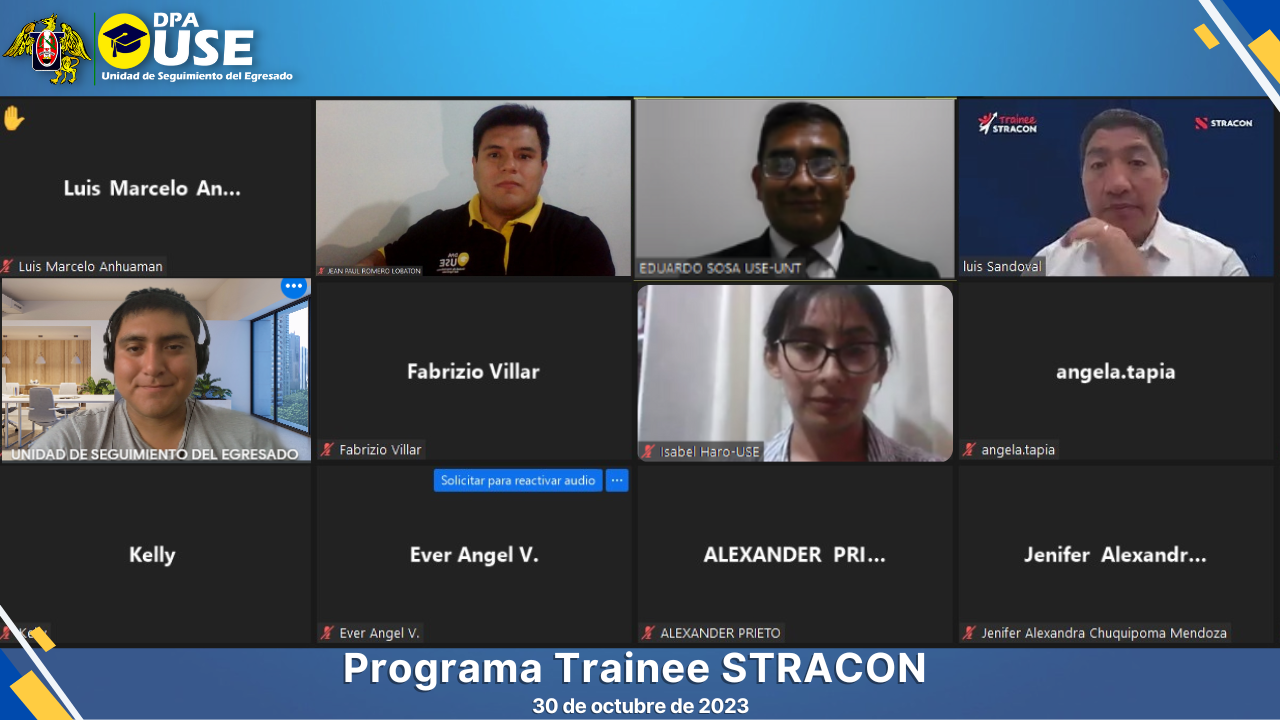 DPA
USE
Unidad de Seguimiento del Egresado
Luis Marcelo An...
Luis Marcelo Anhuaman
JEAN PAUL ROMERO LOBATON
EDUARDO SOSA USE-UNT
Trainee
STRACON
STRACON
luis Sandoval
UNIDAD DE SEGUIMIENTO DEL EGRESADO
Fabrizio Villar
Fabrizio Villar
Isabel Haro-USE
angela.tapia
angela.tapia
Kelly
Kelly
Solicitar para reactivar audio
Ever Angel V.
Ever Angel V.
ALEXANDER PRI...
ALEXANDER PRIETO
Jenifer Alexandr...
Jenifer Alexandra Chuquipoma Mendoza
Programa Trainee STRACON
30 de octubre de 2023